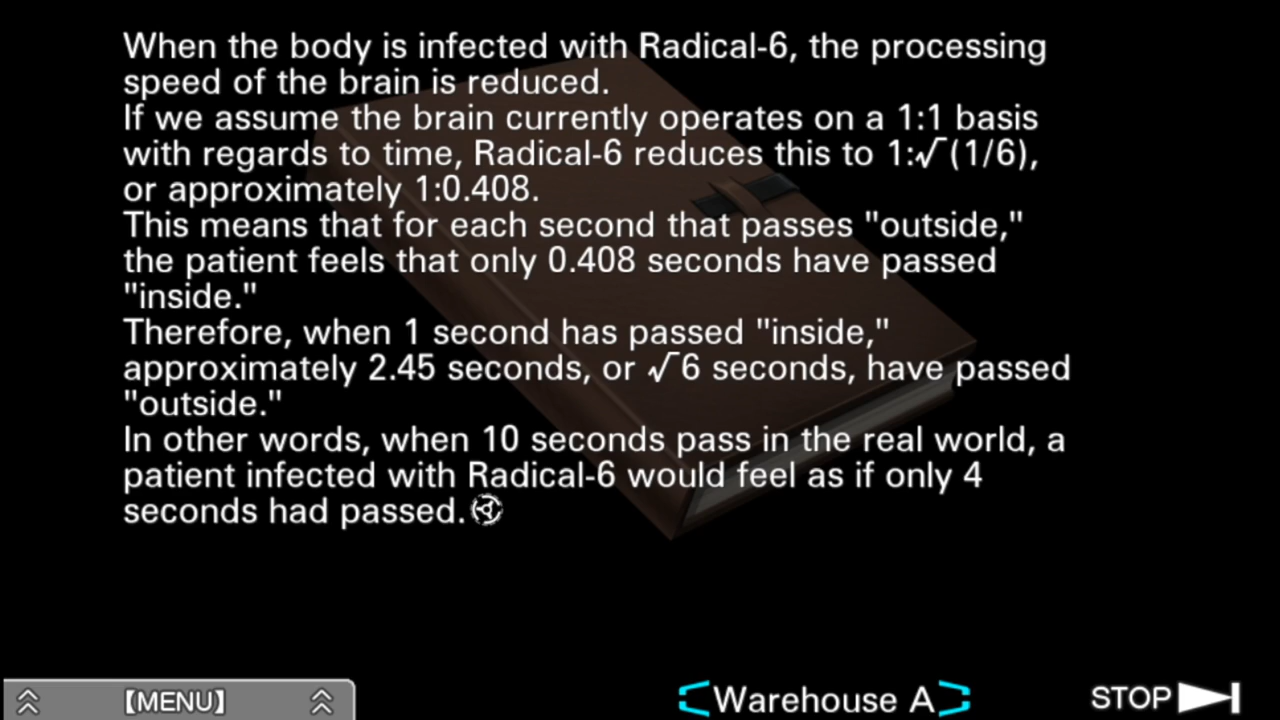 When the body is infected with Radical-6, the processing
speed of the brain is reduced.
If we assume the brain currently operates on a 1:1 basis
with regards to time, Radical-6 reduces this to 1:√(1/6),
or approximately 1:0.408.
This means that for each second that passes "outside,"
the patient feels that only 0.408 seconds have passed
"inside."
Therefore, when 1 second has passed "inside,"
approximately 2.45 seconds, or √6 seconds, have passed
"outside."
In other words, when 10 seconds pass in the real world, a
patient infected with Radical-6 would feel as if only 4
seconds had passed.
【MENU】
Warehouse A
STOP